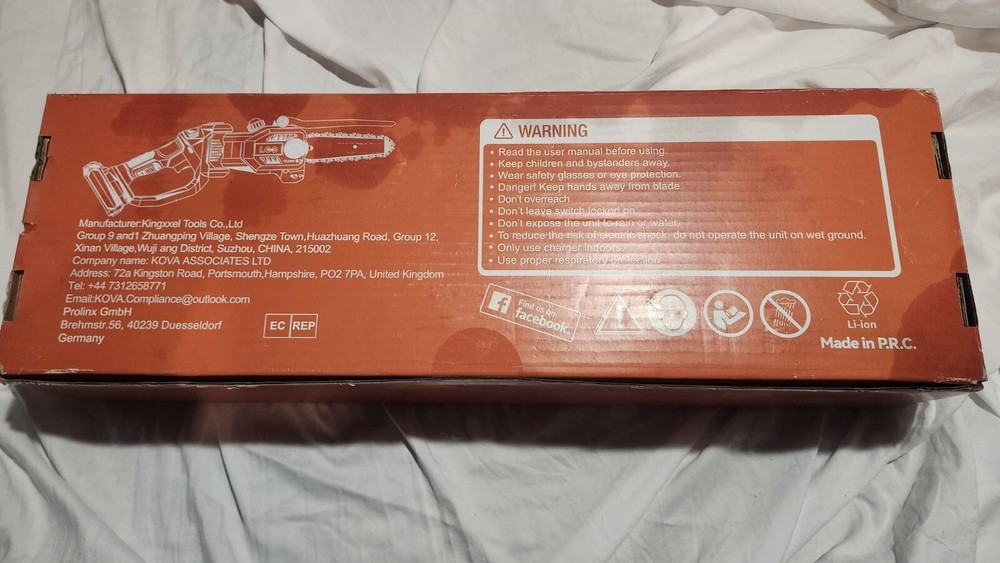 Manufacturer:Kingxxel Tools Co.,Ltd
Group 9 and1 Zhuangping Village, Shengze Town,Huazhuang Road, Group 12,
Xinan Village,Wuji ang District, Suzhou, CHINA, 215002
Company name: KOVA ASSOCIATES LTD
Address: 72a Kingston Road, Portsmouth,Hampshire, PO2 7PA, United Kingdom
Tel: +44 7312658771
Email:KOVA.Compliance@outlook.com
Prolinx GmbH
Brehmstr.56, 40239 Duesseldorf
Germany
EC REP
WARNING
• Read the user manual before using.
• Keep children and bystanders away.
• Wear safety glasses or eye protection.
• Danger! Keep hands away from blade.
• Don't overreach.
• Don't leave switch locked on.
• Don't expose the unit to rain or water.
• To reduce the risk of electric shock, do not operate the unit on wet ground.
• Only use charger indoors.
• Use proper respiratory protection.
Find us on
facebook.
Li-ion
Made in P.R.C.